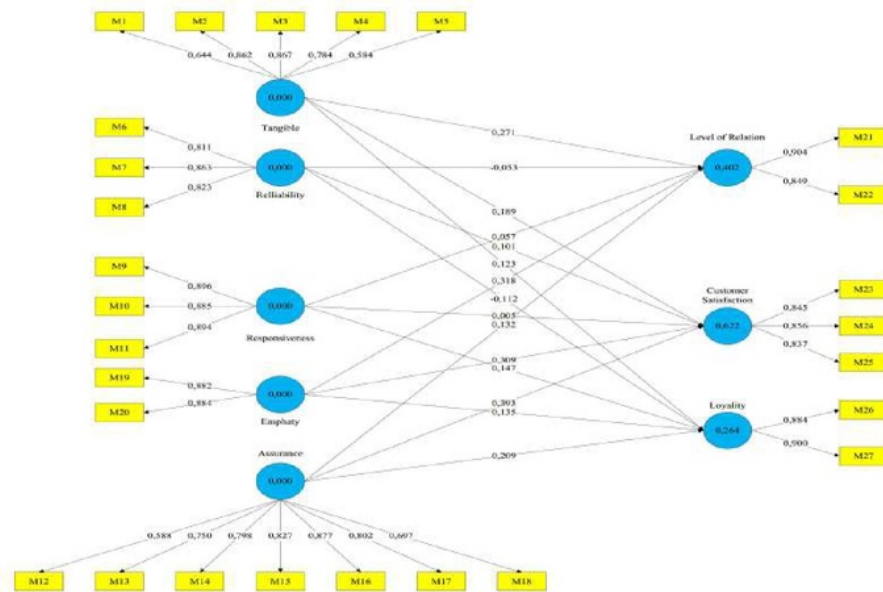 M1 M2 M3 M4 M5
0,644 0,862 0,867 0,784 0,584
0,000
Tangible
0,271
Level of Relation
M21
0,904
0,402
0,849
M22
M6
0,811
M7
0,863
0,823
M8
0,000
Relliability
-0,053
0,189
0,057
0,101
0,123
0,318
-0,112
0,005
0,132
M9
0,896
M10
0,885
0,894
M11
0,000
Responsiveness
Customer
Satisfaction
0,622
M23
0,845
M24
0,856
0,837
M25
M19
0,882
0,884
M20
0,000
Emphaty
0,309
0,147
0,393
0,135
0,209
Loyality
0,264
M26
0,884
0,900
M27
Assurance
0,000
0,588 0,750 0,798 0,827 0,877 0,802 0,697
M12 M13 M14 M15 M16 M17 M18